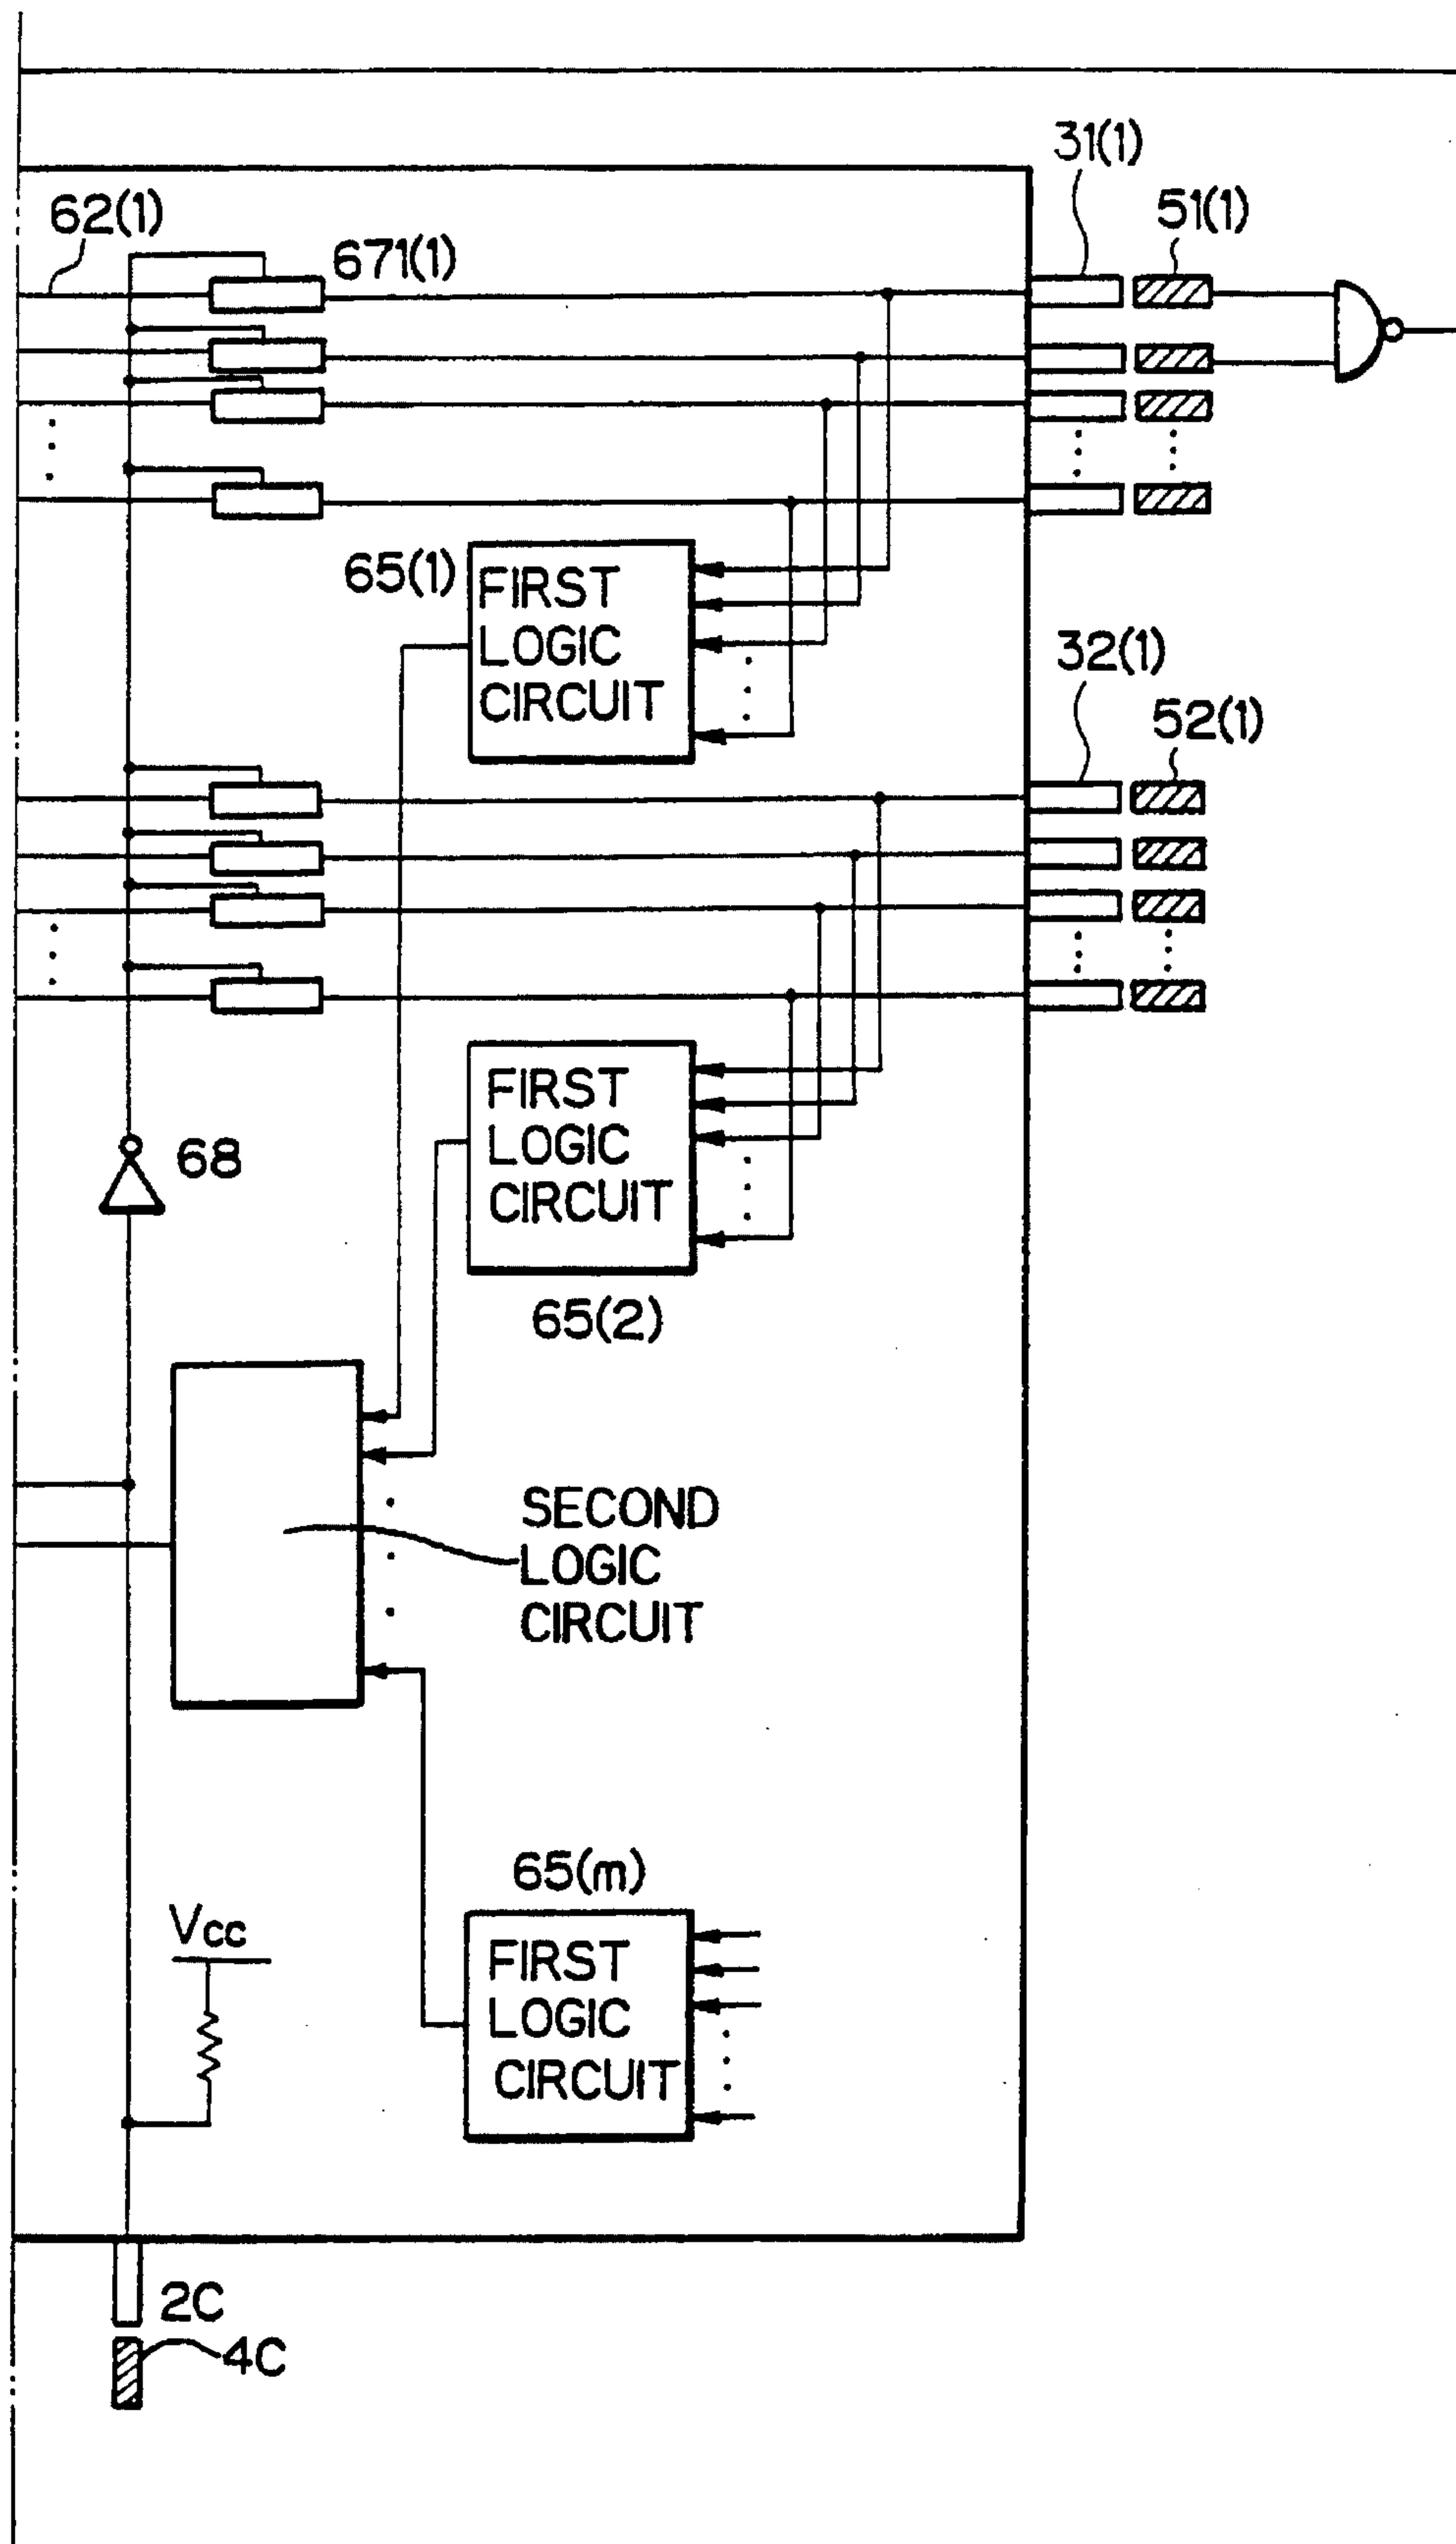 31(1)
51(1)
62(1)
671(1)
65(1)
FIRST
LOGIC
CIRCUIT
32(1)
52(1)
68
FIRST
LOGIC
CIRCUIT
65(2)
SECOND
LOGIC
CIRCUIT
65(m)
Vcc
FIRST
LOGIC
CIRCUIT
2C
4C